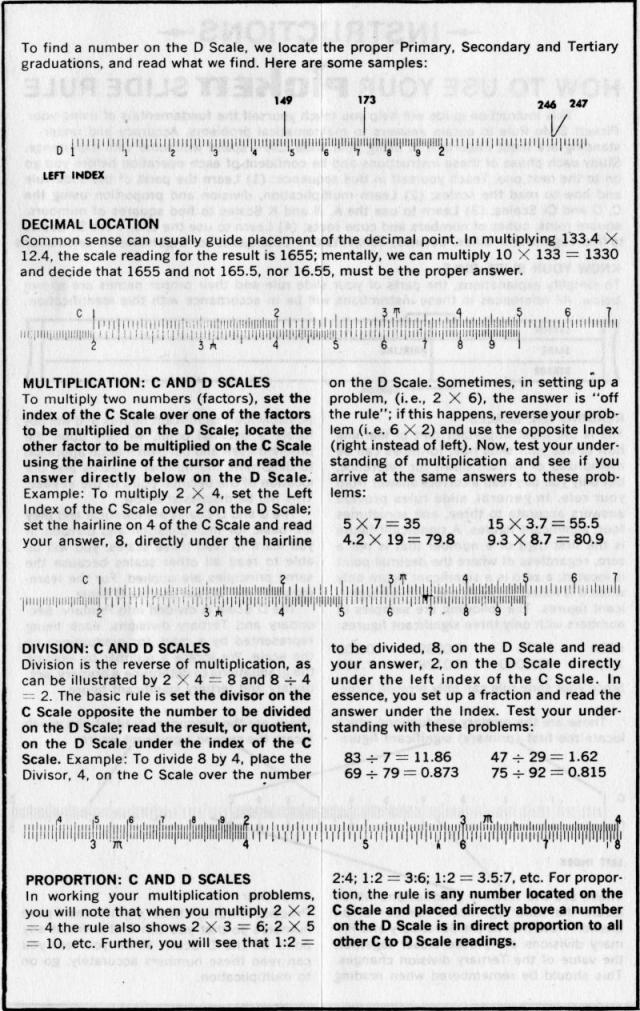 To find a number on the D Scale, we locate the proper Primary, Secondary and Tertiary
graduations, and read what we find. Here are some samples:
149 173 246 247
D 1 1 2 3 4 5 6 7 8 9 2
LEFT INDEX
DECIMAL LOCATION
Common sense can usually guide placement of the decimal point. In multiplying 133.4 ×
12.4, the scale reading for the result is 1655; mentally, we can multiply 10 × 133 = 1330
and decide that 1655 and not 165.5, nor 16.55, must be the proper answer.
C 1 2 3 π 4 5 6 7
2 3 π 4 5 6 7 8 9 1
MULTIPLICATION: C AND D SCALES
To multiply two numbers (factors), set the
index of the C Scale over one of the factors
to be multiplied on the D Scale; locate the
other factor to be multiplied on the C Scale
using the hairline of the cursor and read the
answer directly below on the D Scale.
Example: To multiply 2 × 4, set the Left
Index of the C Scale over 2 on the D Scale;
set the hairline on 4 of the C Scale and read
your answer, 8, directly under the hairline
on the D Scale. Sometimes, in setting up a
problem, (i.e., 2 × 6), the answer is "off
the rule"; if this happens, reverse your prob-
lem (i.e. 6 × 2) and use the opposite Index
(right instead of left). Now, test your under-
standing of multiplication and see if you
arrive at the same answers to these prob-
lems:
5 × 7 = 35 15 × 3.7 = 55.5
4.2 × 19 = 79.8 9.3 × 8.7 = 80.9
C 1 2 3 π 4 5 6 7
2 3 π 4 5 6 7 8 9 1
DIVISION: C AND D SCALES
Division is the reverse of multiplication, as
can be illustrated by 2 × 4 = 8 and 8 ÷ 4
= 2. The basic rule is set the divisor on the
C Scale opposite the number to be divided
on the D Scale; read the result, or quotient,
on the D Scale under the index of the C
Scale. Example: To divide 8 by 4, place the
Divisor, 4, on the C Scale over the number
to be divided, 8, on the D Scale and read
your answer, 2, on the D Scale directly
under the left index of the C Scale. In
essence, you set up a fraction and read the
answer under the Index. Test your under-
standing with these problems:
83 ÷ 7 = 11.86 47 ÷ 29 = 1.62
69 ÷ 79 = 0.873 75 ÷ 92 = 0.815
4 5 6 7 8 9 2 3 π 4
3 π 4 5 6 7 8
PROPORTION: C AND D SCALES
In working your multiplication problems,
you will note that when you multiply 2 × 2
= 4 the rule also shows 2 × 3 = 6; 2 × 5
= 10, etc. Further, you will see that 1:2 =
2:4; 1:2 = 3:6; 1:2 = 3.5:7, etc. For propor-
tion, the rule is any number located on the
C Scale and placed directly above a number
on the D Scale is in direct proportion to all
other C to D Scale readings.